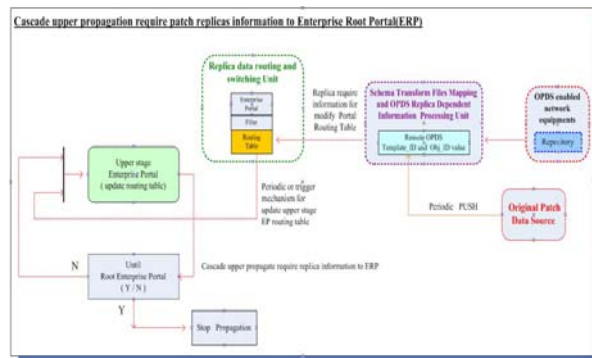 Cascade upper propagation require patch replicas information to Enterprise Root Portal(ERP)
Replica data routing and
switching Unit
Enterprise
Portal
Filter
Routing
Table
Replica require
information for
modify Portal
Routing Table
Schema Transform Files Mapping
and OPDS Replica Dependent
Information Processing Unit
Remote OPDS
Template_ID and Obj_ID value
OPDS enabled
network
equipments
Repository
Upper stage
Enterprise Portal
( update routing table )
Periodic or trigger
mechanism for
update upper stage
EP routing table
Periodic PUSH
Original Patch
Data Source
N
Until
Root Enterprise Portal
( Y / N )
Cascade upper propagate require replica information to ERP
Y
Stop Propagation